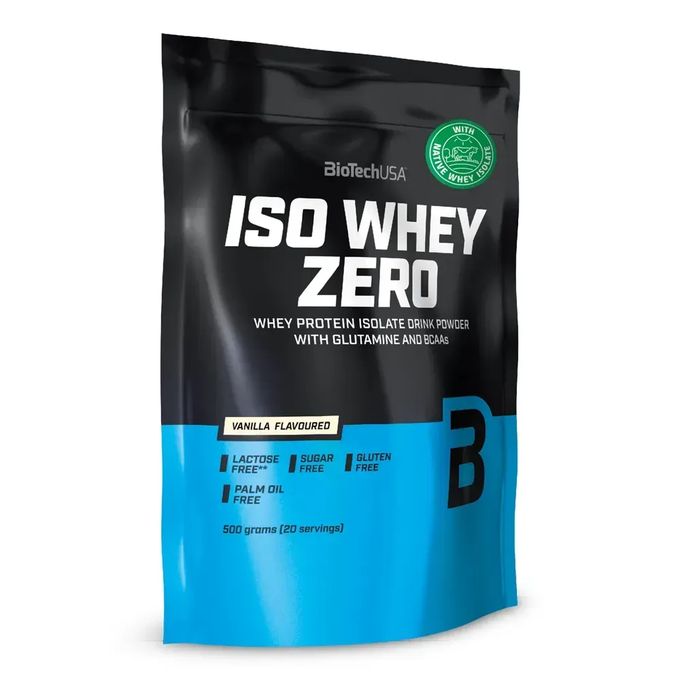 WITH
NATIVE WHEY ISOLATE
BioTechUSA
ISO WHEY
ZERO
WHEY PROTEIN ISOLATE DRINK POWDER
WITH GLUTAMINE AND BCAAs
VANILLA FLAVOURED
LACTOSE
FREE**
SUGAR
FREE
GLUTEN
FREE
PALM OIL
FREE
500 grams (20 servings)
B